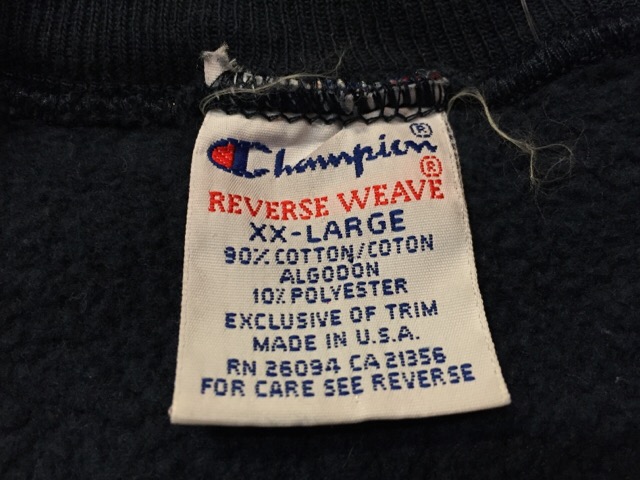 Champion®
REVERSE WEAVE®
XX-LARGE
90% COTTON/COTON
ALGODÓN
10% POLYESTER
EXCLUSIVE OF TRIM
MADE IN U.S.A.
RN 26094 CA 21356
FOR CARE SEE REVERSE